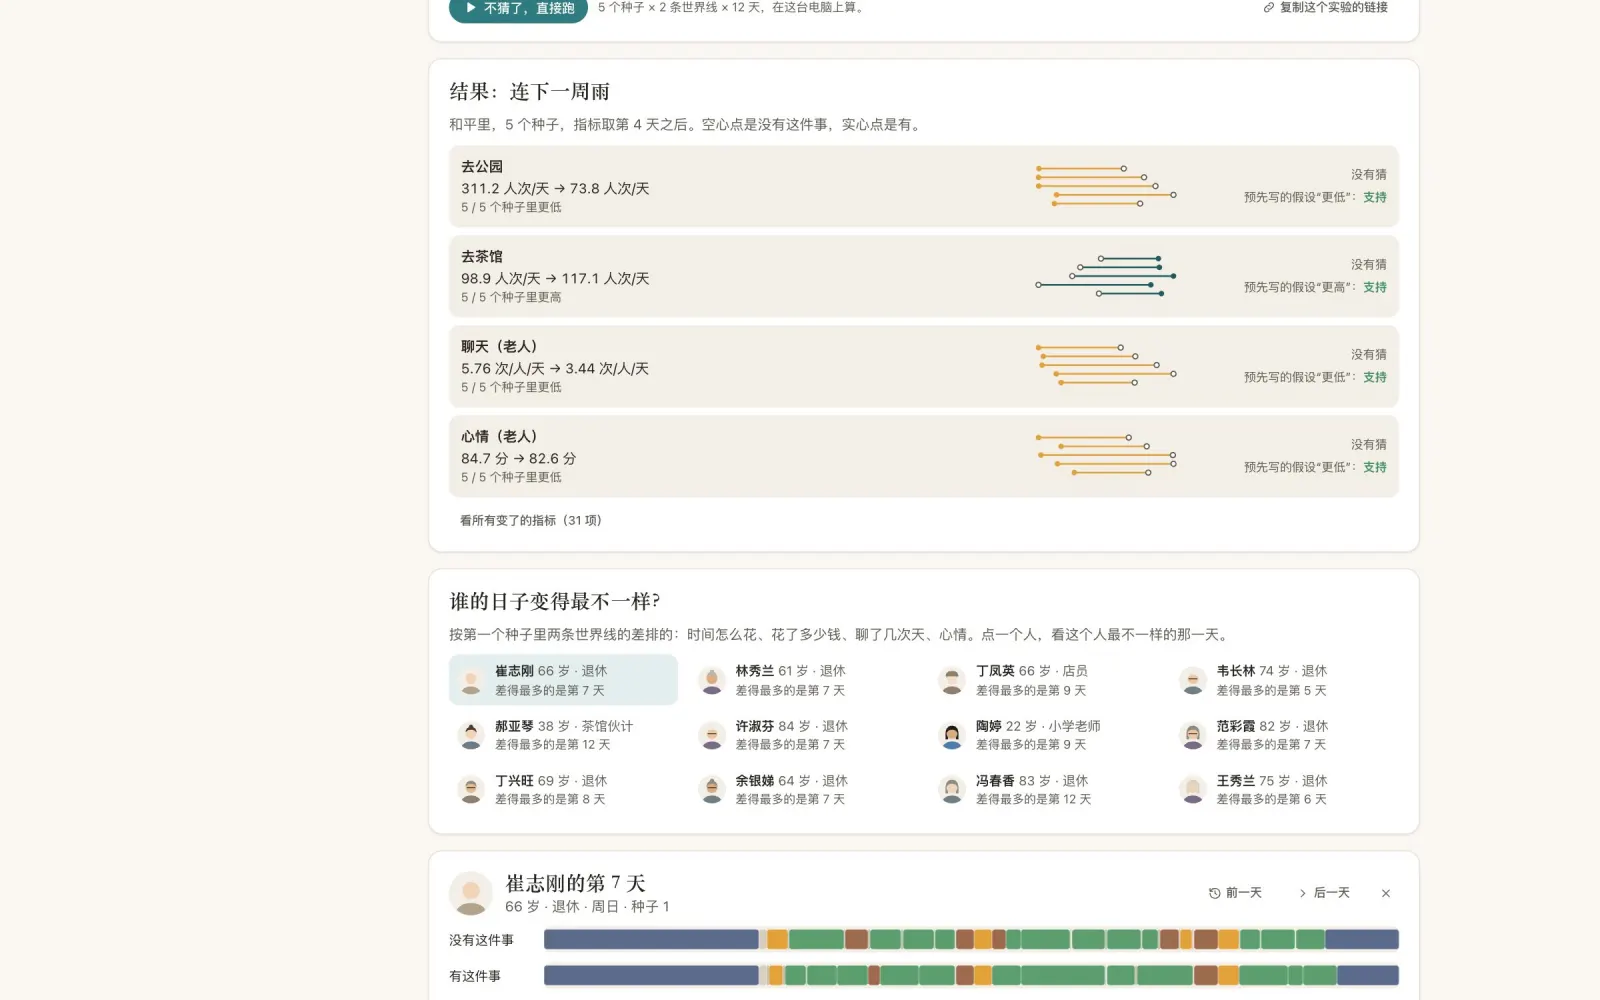 不猜了，直接跑
5 个种子 × 2 条世界线 × 12 天，在这台电脑上算。
复制这个实验的链接
结果：连下一周雨
和平里，5 个种子，指标取第 4 天之后。空心点是没有这件事，实心点是有。
去公园
311.2 人次/天 → 73.8 人次/天
5 / 5 个种子里更低
没有猜
预先写的假设“更低”：支持
去茶馆
98.9 人次/天 → 117.1 人次/天
5 / 5 个种子里更高
没有猜
预先写的假设“更高”：支持
聊天（老人）
5.76 次/人/天 → 3.44 次/人/天
5 / 5 个种子里更低
没有猜
预先写的假设“更低”：支持
心情（老人）
84.7 分 → 82.6 分
5 / 5 个种子里更低
没有猜
预先写的假设“更低”：支持
看所有变了的指标（31 项）
谁的日子变得最不一样？
按第一个种子里两条世界线的差排的：时间怎么花、花了多少钱、聊了几次天、心情。点一个人，看这个人最不一样的那一天。
崔志刚 66 岁 · 退休
差得最多的是第 7 天
林秀兰 61 岁 · 退休
差得最多的是第 7 天
丁凤英 66 岁 · 店员
差得最多的是第 9 天
韦长林 74 岁 · 退休
差得最多的是第 5 天
郝亚琴 38 岁 · 茶馆伙计
差得最多的是第 12 天
许淑芬 84 岁 · 退休
差得最多的是第 7 天
陶婷 22 岁 · 小学老师
差得最多的是第 9 天
范彩霞 82 岁 · 退休
差得最多的是第 7 天
丁兴旺 69 岁 · 退休
差得最多的是第 8 天
余银娣 64 岁 · 退休
差得最多的是第 7 天
冯春香 83 岁 · 退休
差得最多的是第 12 天
王秀兰 75 岁 · 退休
差得最多的是第 6 天
崔志刚的第 7 天
66 岁 · 退休 · 周日 · 种子 1
前一天
后一天
没有这件事
有这件事